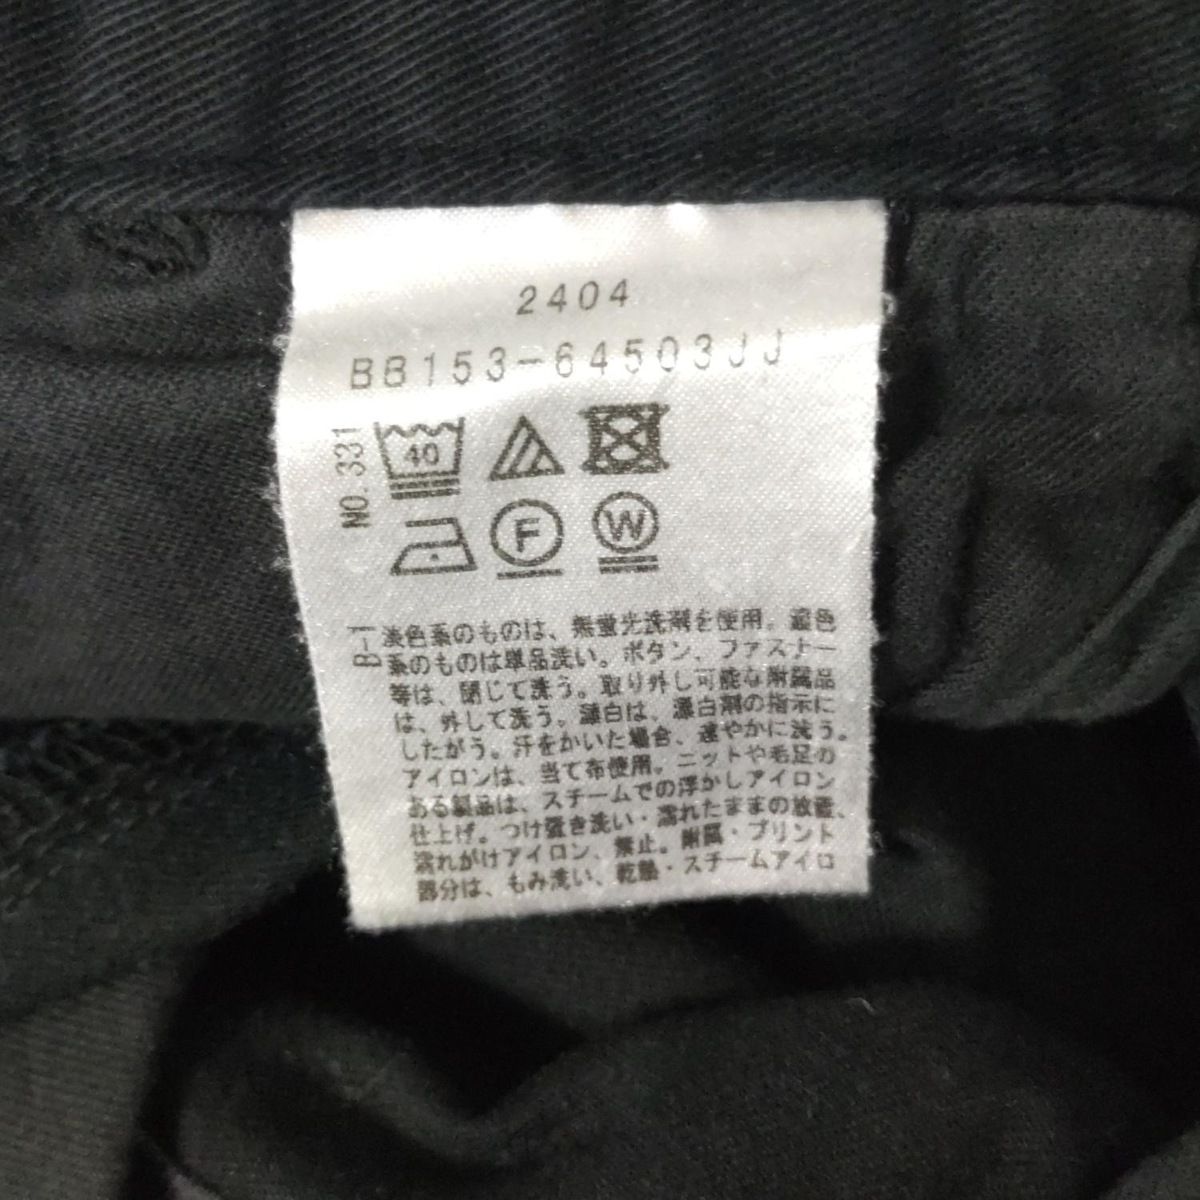 2404
BB153-64503JJ
NO.331
40
F
W
B-1
淡色系のものは、無蛍光洗剤を使用。濃色
系のものは単品洗い。ボタン、ファスナー
等は、閉じて洗う。取り外し可能な附属品
は、外して洗う。漂白は、漂白剤の指示に
したがう。汗をかいた場合、速やかに洗う。
アイロンは、当て布使用。ニットや毛足の
ある製品は、スチームでの浮かしアイロン
仕上げ。つけ置き洗い・濡れたままの放置、
濡れがけアイロン、禁止。附属・プリント
部分は、もみ洗い、乾熱・スチームアイロ